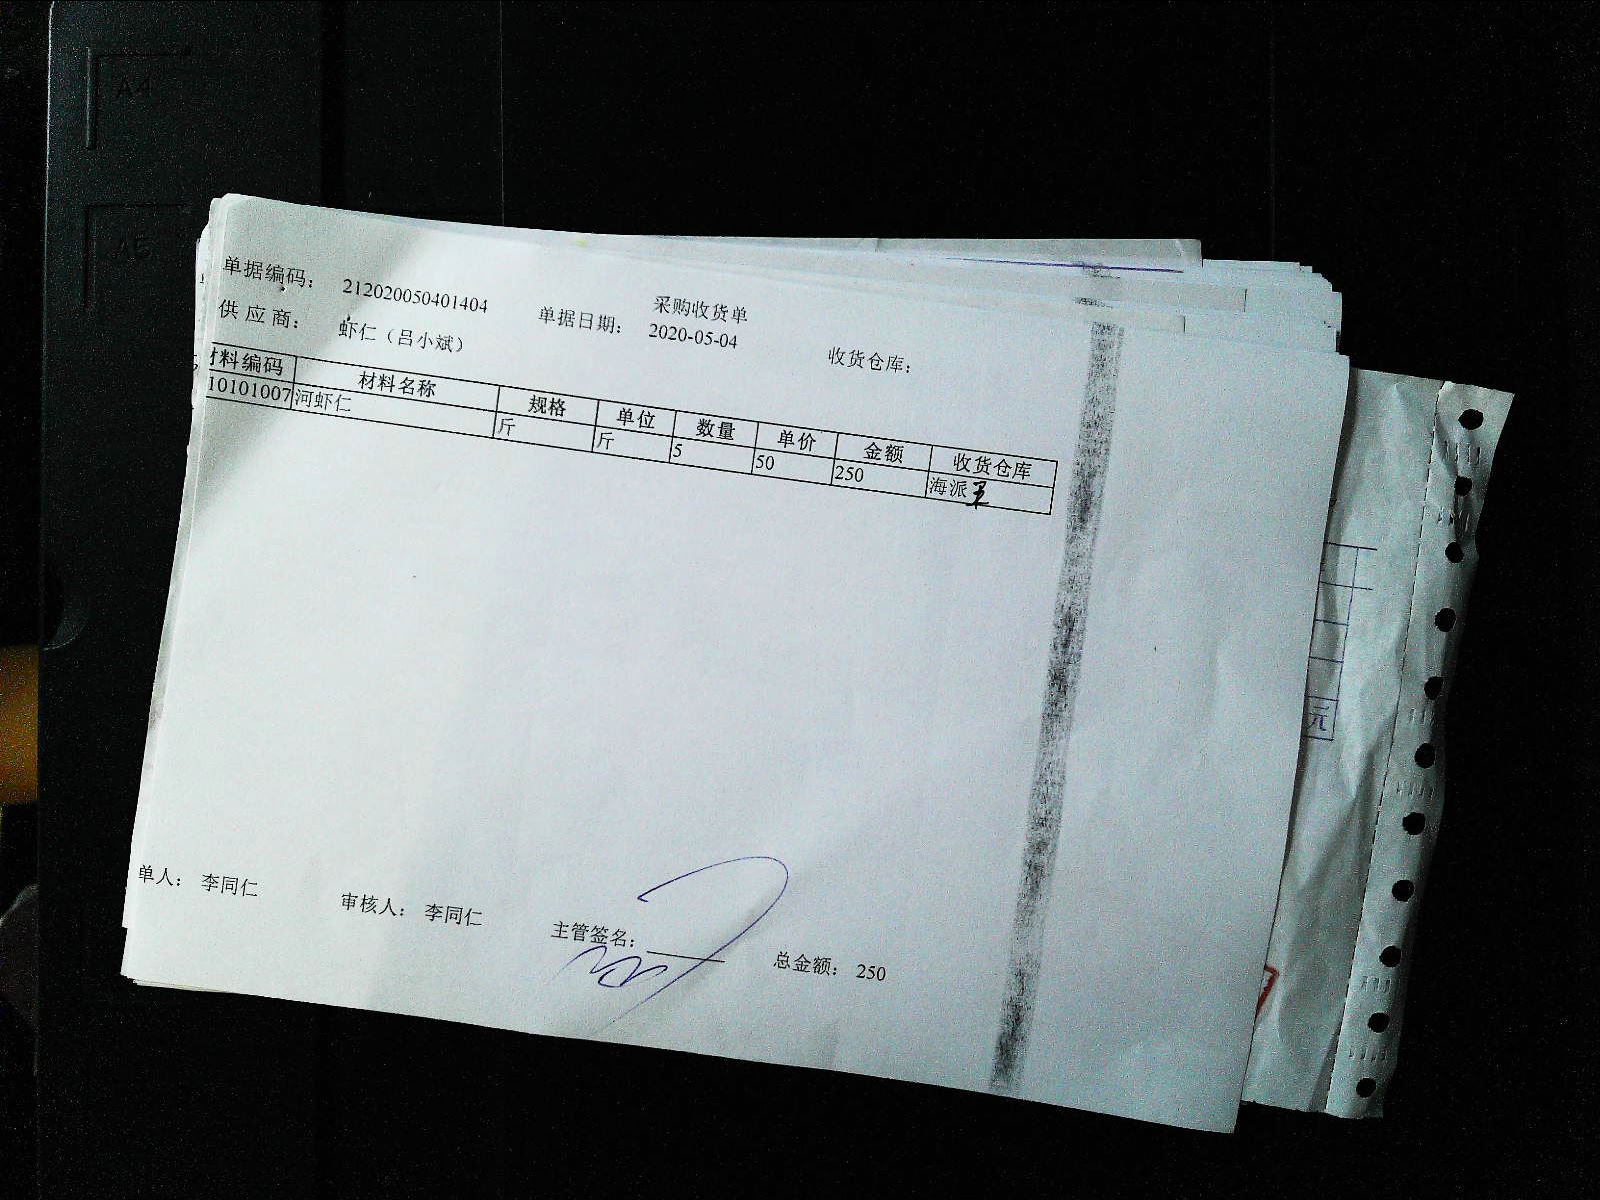 采购收货单
单据编码： 212020050401404 单据日期： 2020-05-04 收货仓库：
供应商： 虾仁（吕小斌）
材料编码 材料名称 规格 单位 数量 单价 金额 收货仓库
10101007 河虾仁 斤 斤 5 50 250 海派
单人： 李同仁 审核人： 李同仁 主管签名： 总金额： 250
元
A4
A5